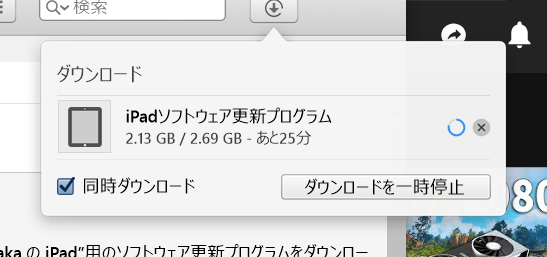 検索
ダウンロード
iPadソフトウェア更新プログラム
2.13 GB / 2.69 GB - あと25分
同時ダウンロード
ダウンロードを一時停止
aka の iPad"用のソフトウェア更新プログラムをダウンロー
080